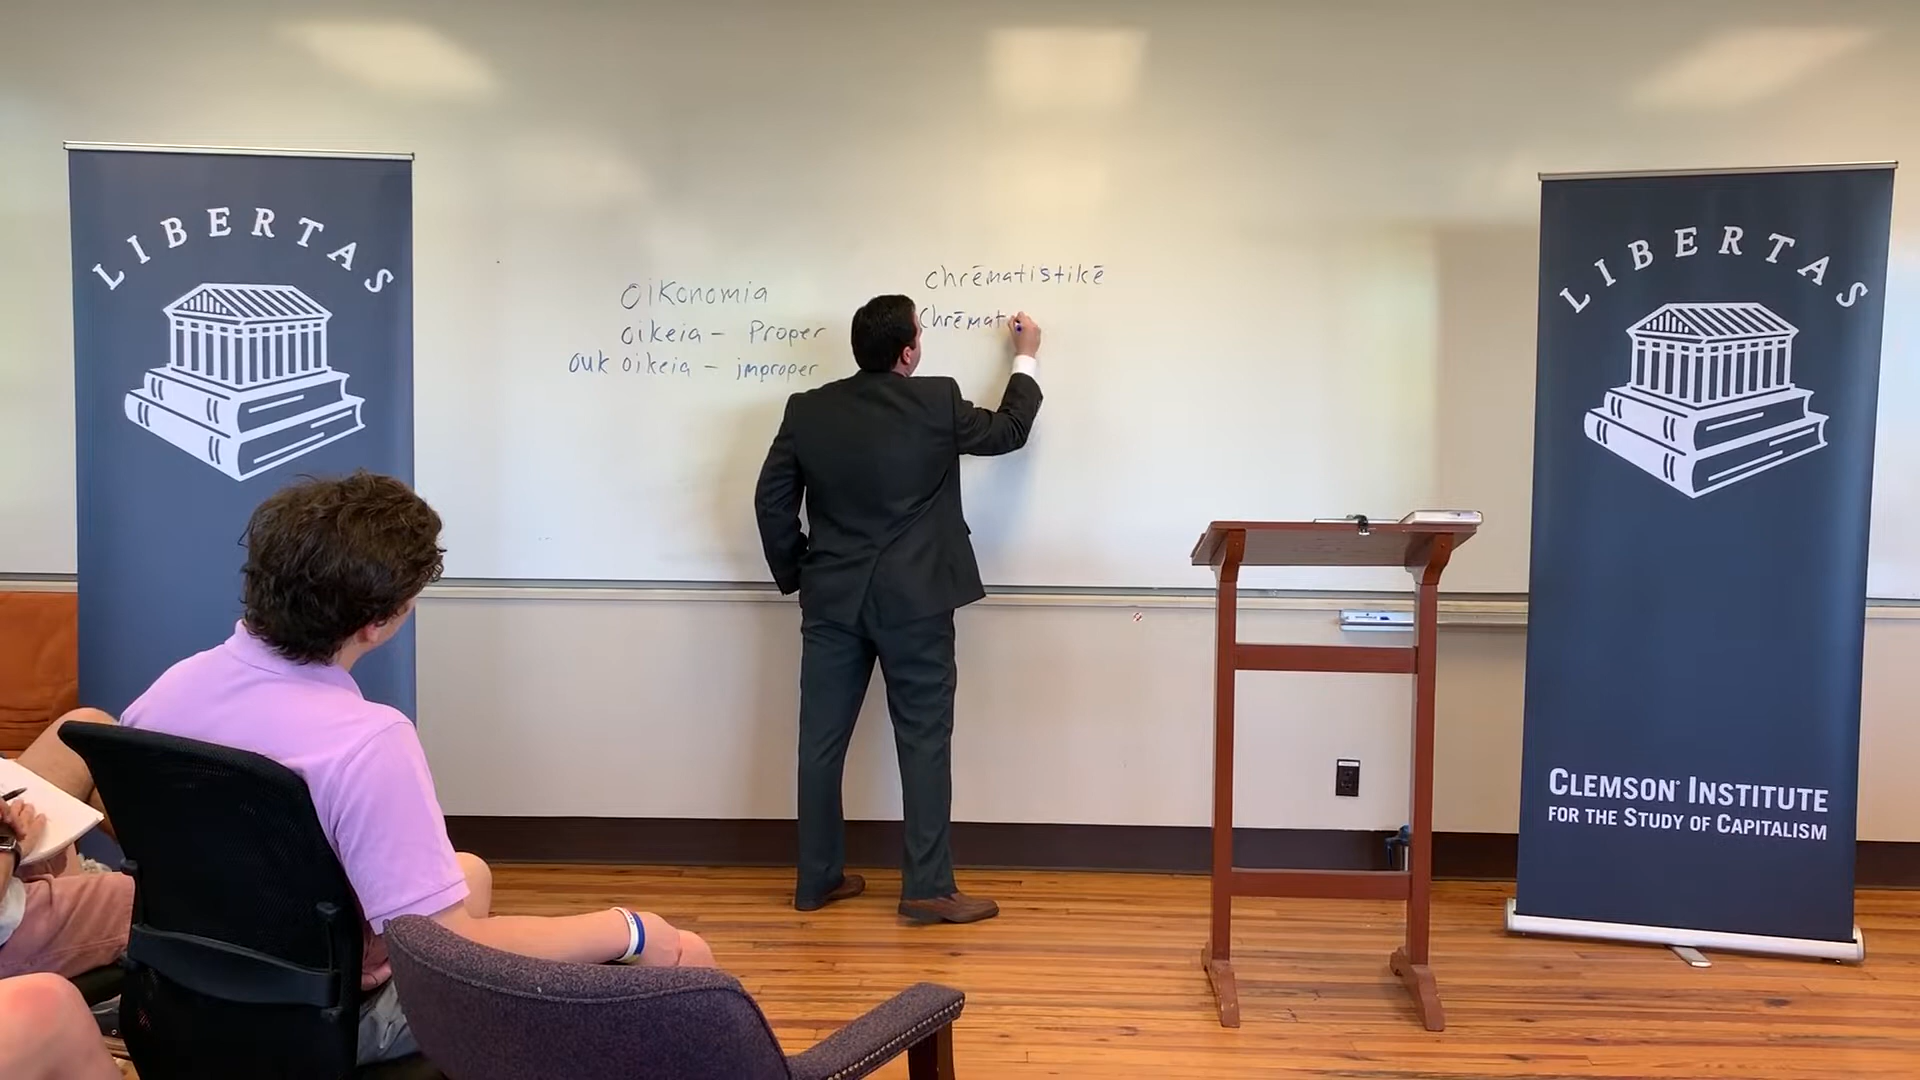 LIBERTAS
Oikonomia
oikeia – Proper
ouk oikeia – improper
chrēmatistikē
Chrēmat
LIBERTAS
CLEMSON INSTITUTE
FOR THE STUDY OF CAPITALISM